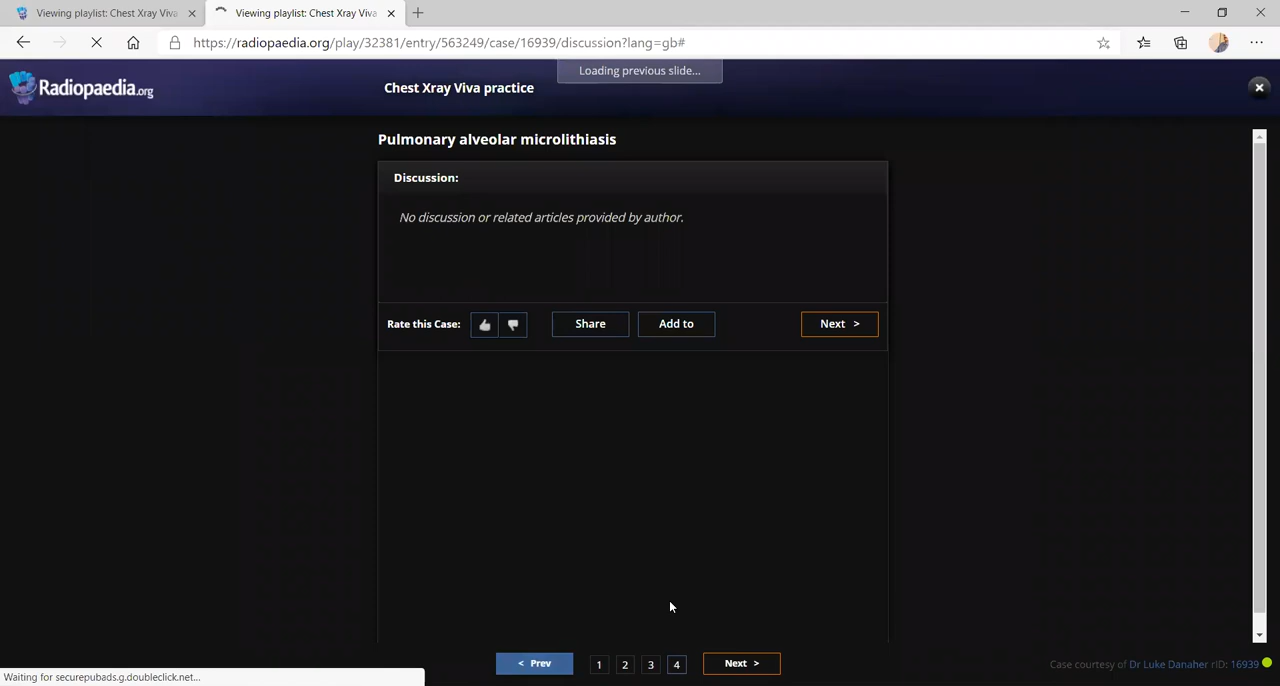 Viewing playlist: Chest Xray Viva
Viewing playlist: Chest Xray Viva
https://radiopaedia.org/play/32381/entry/563249/case/16939/discussion?lang=gb#
Loading previous slide...
Radiopaedia.org
Chest Xray Viva practice
Pulmonary alveolar microlithiasis
Discussion:
No discussion or related articles provided by author.
Rate this Case:
Share
Add to
Next >
< Prev
1
2
3
4
Next >
Case courtesy of Dr Luke Danaher rID: 16939
Waiting for securepubads.g.doubleclick.net...